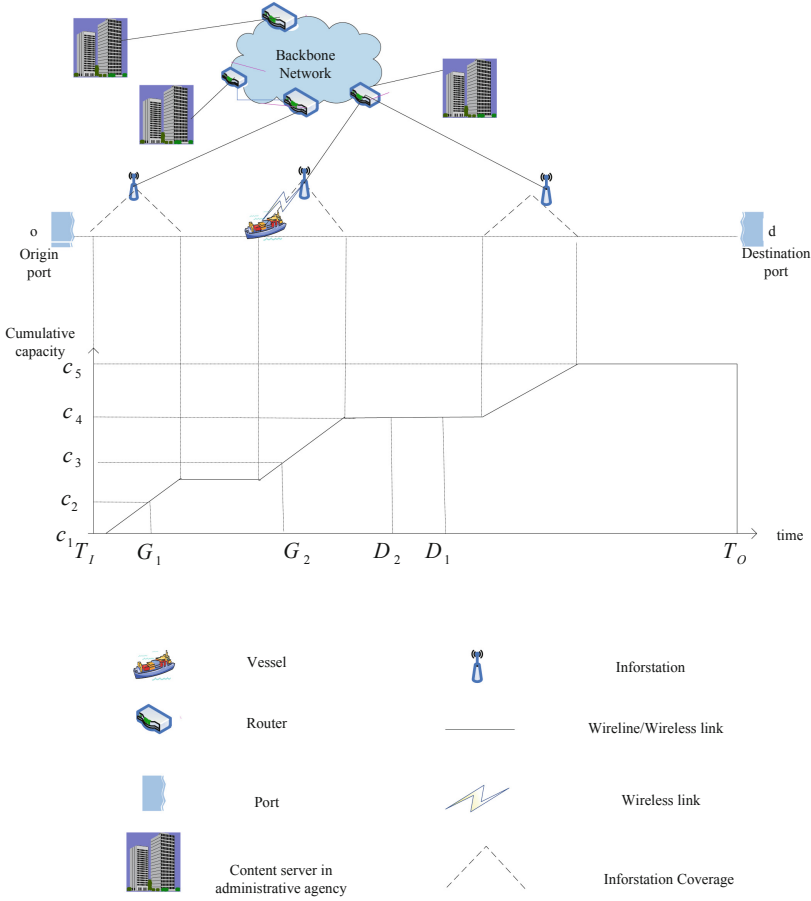 Backbone
Network
o
Origin
port
d
Destination
port
Cumulative
capacity
c5
c4
c3
c2
c1
TI
G1
G2
D2
D1
TO
time
Vessel
Inforstation
Router
Wireline/Wireless link
Port
Wireless link
Content server in
administrative agency
Inforstation Coverage